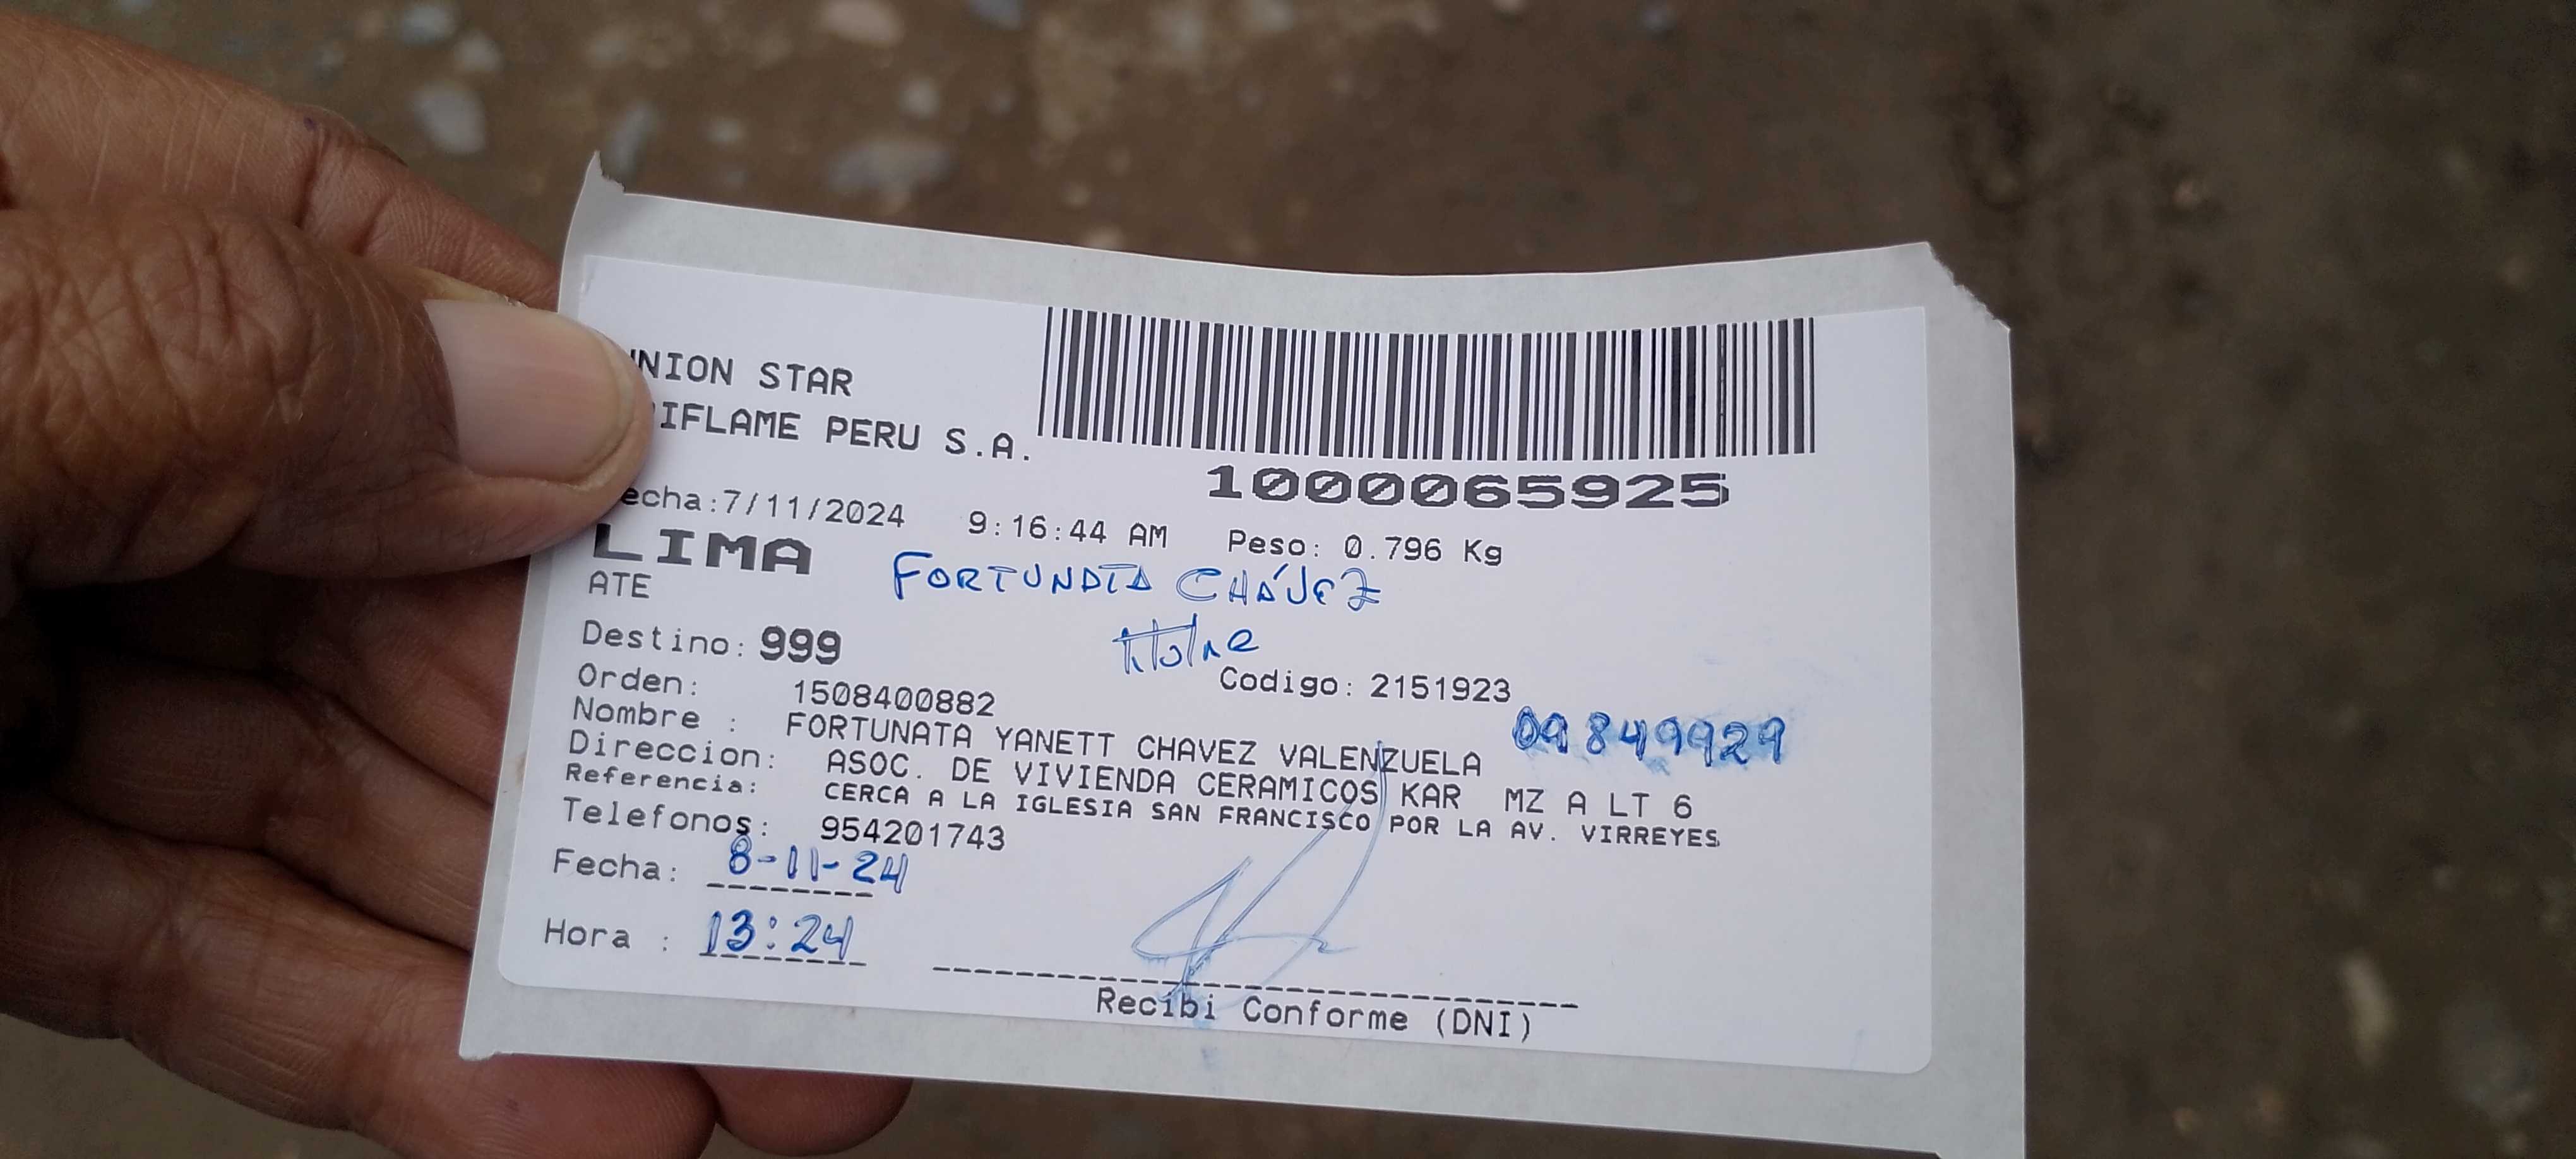 NION STAR
IFLAME PERU S.A.
1000065925
echa:7/11/2024 9:16:44 AM Peso: 0.796 Kg
LIMA
ATE
FORTUNATA CHÁVEZ
Destino: 999
Orden: 1508400882 Codigo: 2151923
Nombre : FORTUNATA YANETT CHAVEZ VALENZUELA
09849929
Direccion: ASOC. DE VIVIENDA CERAMICOS KAR MZ A LT 6
Referencia: CERCA A LA IGLESIA SAN FRANCISCO POR LA AV. VIRREYES
Telefonos: 954201743
Fecha: 8-11-24
Hora : 13:24
Recibi Conforme (DNI)